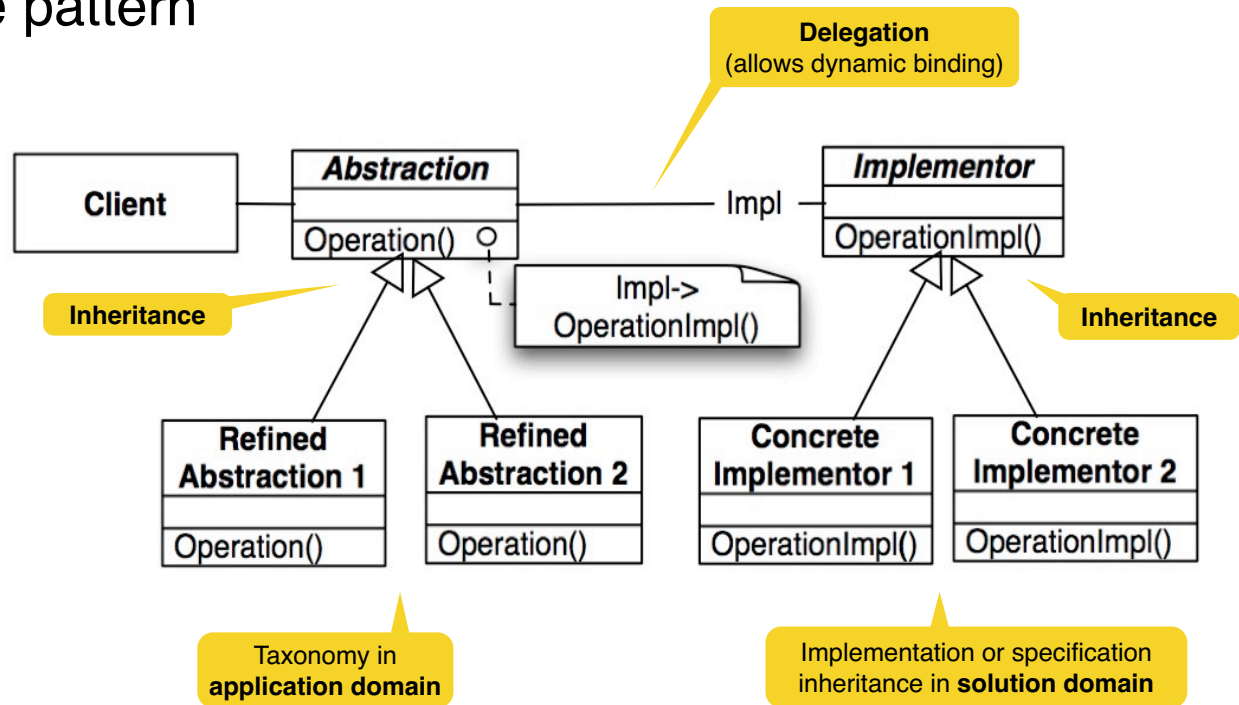 e pattern
Delegation
(allows dynamic binding)
Client
Abstraction
Operation()
Impl
Implementor
OperationImpl()
Impl->
OperationImpl()
Inheritance
Inheritance
Refined
Abstraction 1
Operation()
Refined
Abstraction 2
Operation()
Concrete
Implementor 1
OperationImpl()
Concrete
Implementor 2
OperationImpl()
Taxonomy in
application domain
Implementation or specification
inheritance in solution domain